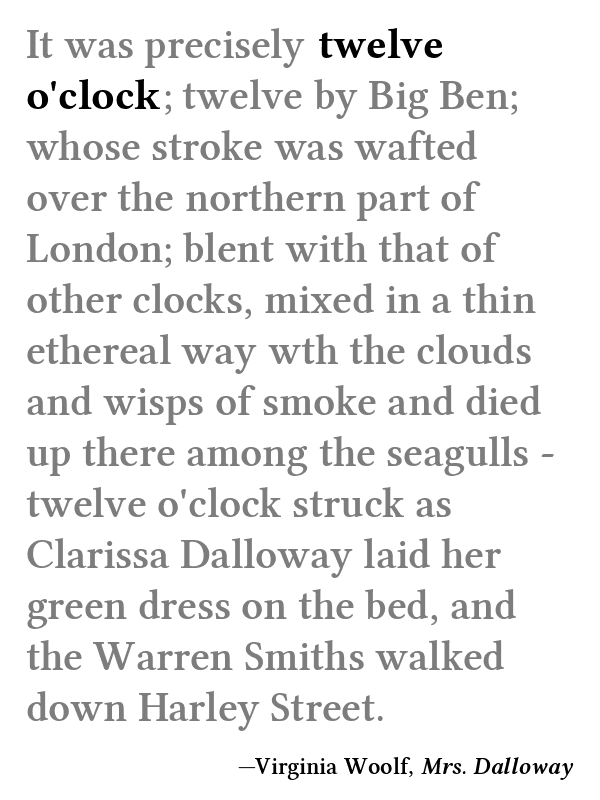 It was precisely twelve
o'clock; twelve by Big Ben;
whose stroke was wafted
over the northern part of
London; blent with that of
other clocks, mixed in a thin
ethereal way wth the clouds
and wisps of smoke and died
up there among the seagulls -
twelve o'clock struck as
Clarissa Dalloway laid her
green dress on the bed, and
the Warren Smiths walked
down Harley Street.
—Virginia Woolf, Mrs. Dalloway